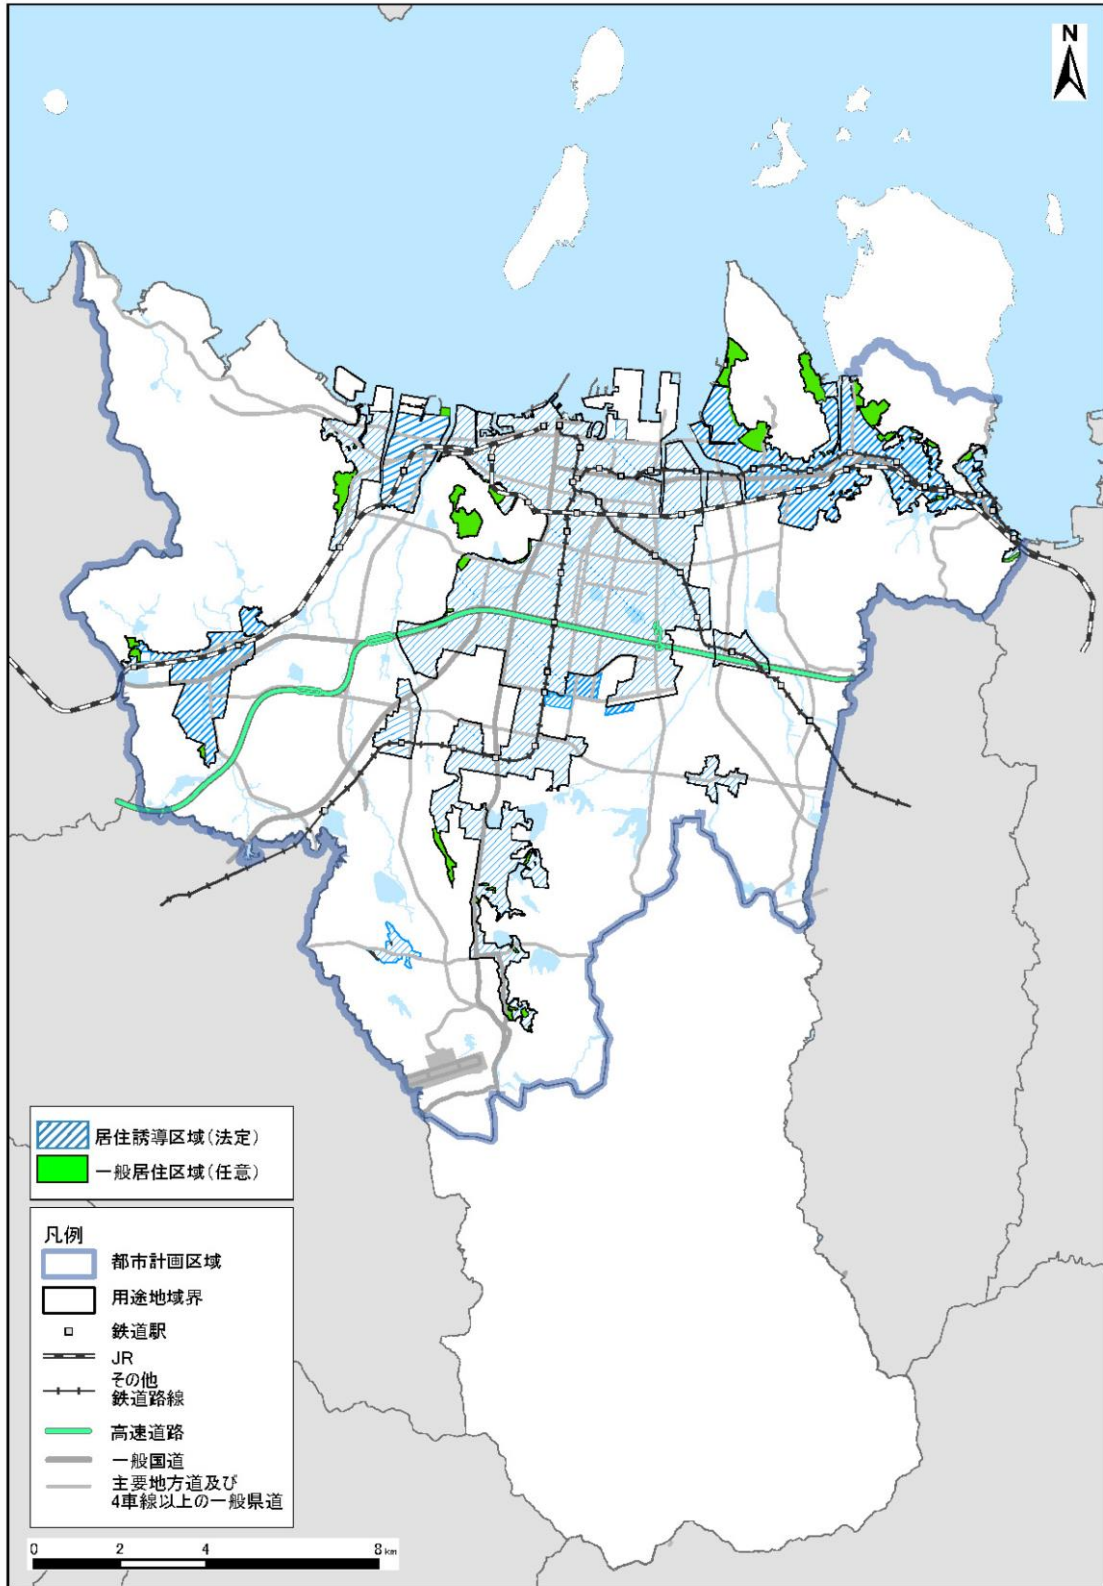 N
居住誘導区域(法定)
一般居住区域(任意)
凡例
都市計画区域
用途地域界
鉄道駅
JR
その他
鉄道路線
高速道路
一般国道
主要地方道及び
4車線以上の一般県道
0 2 4 8 km